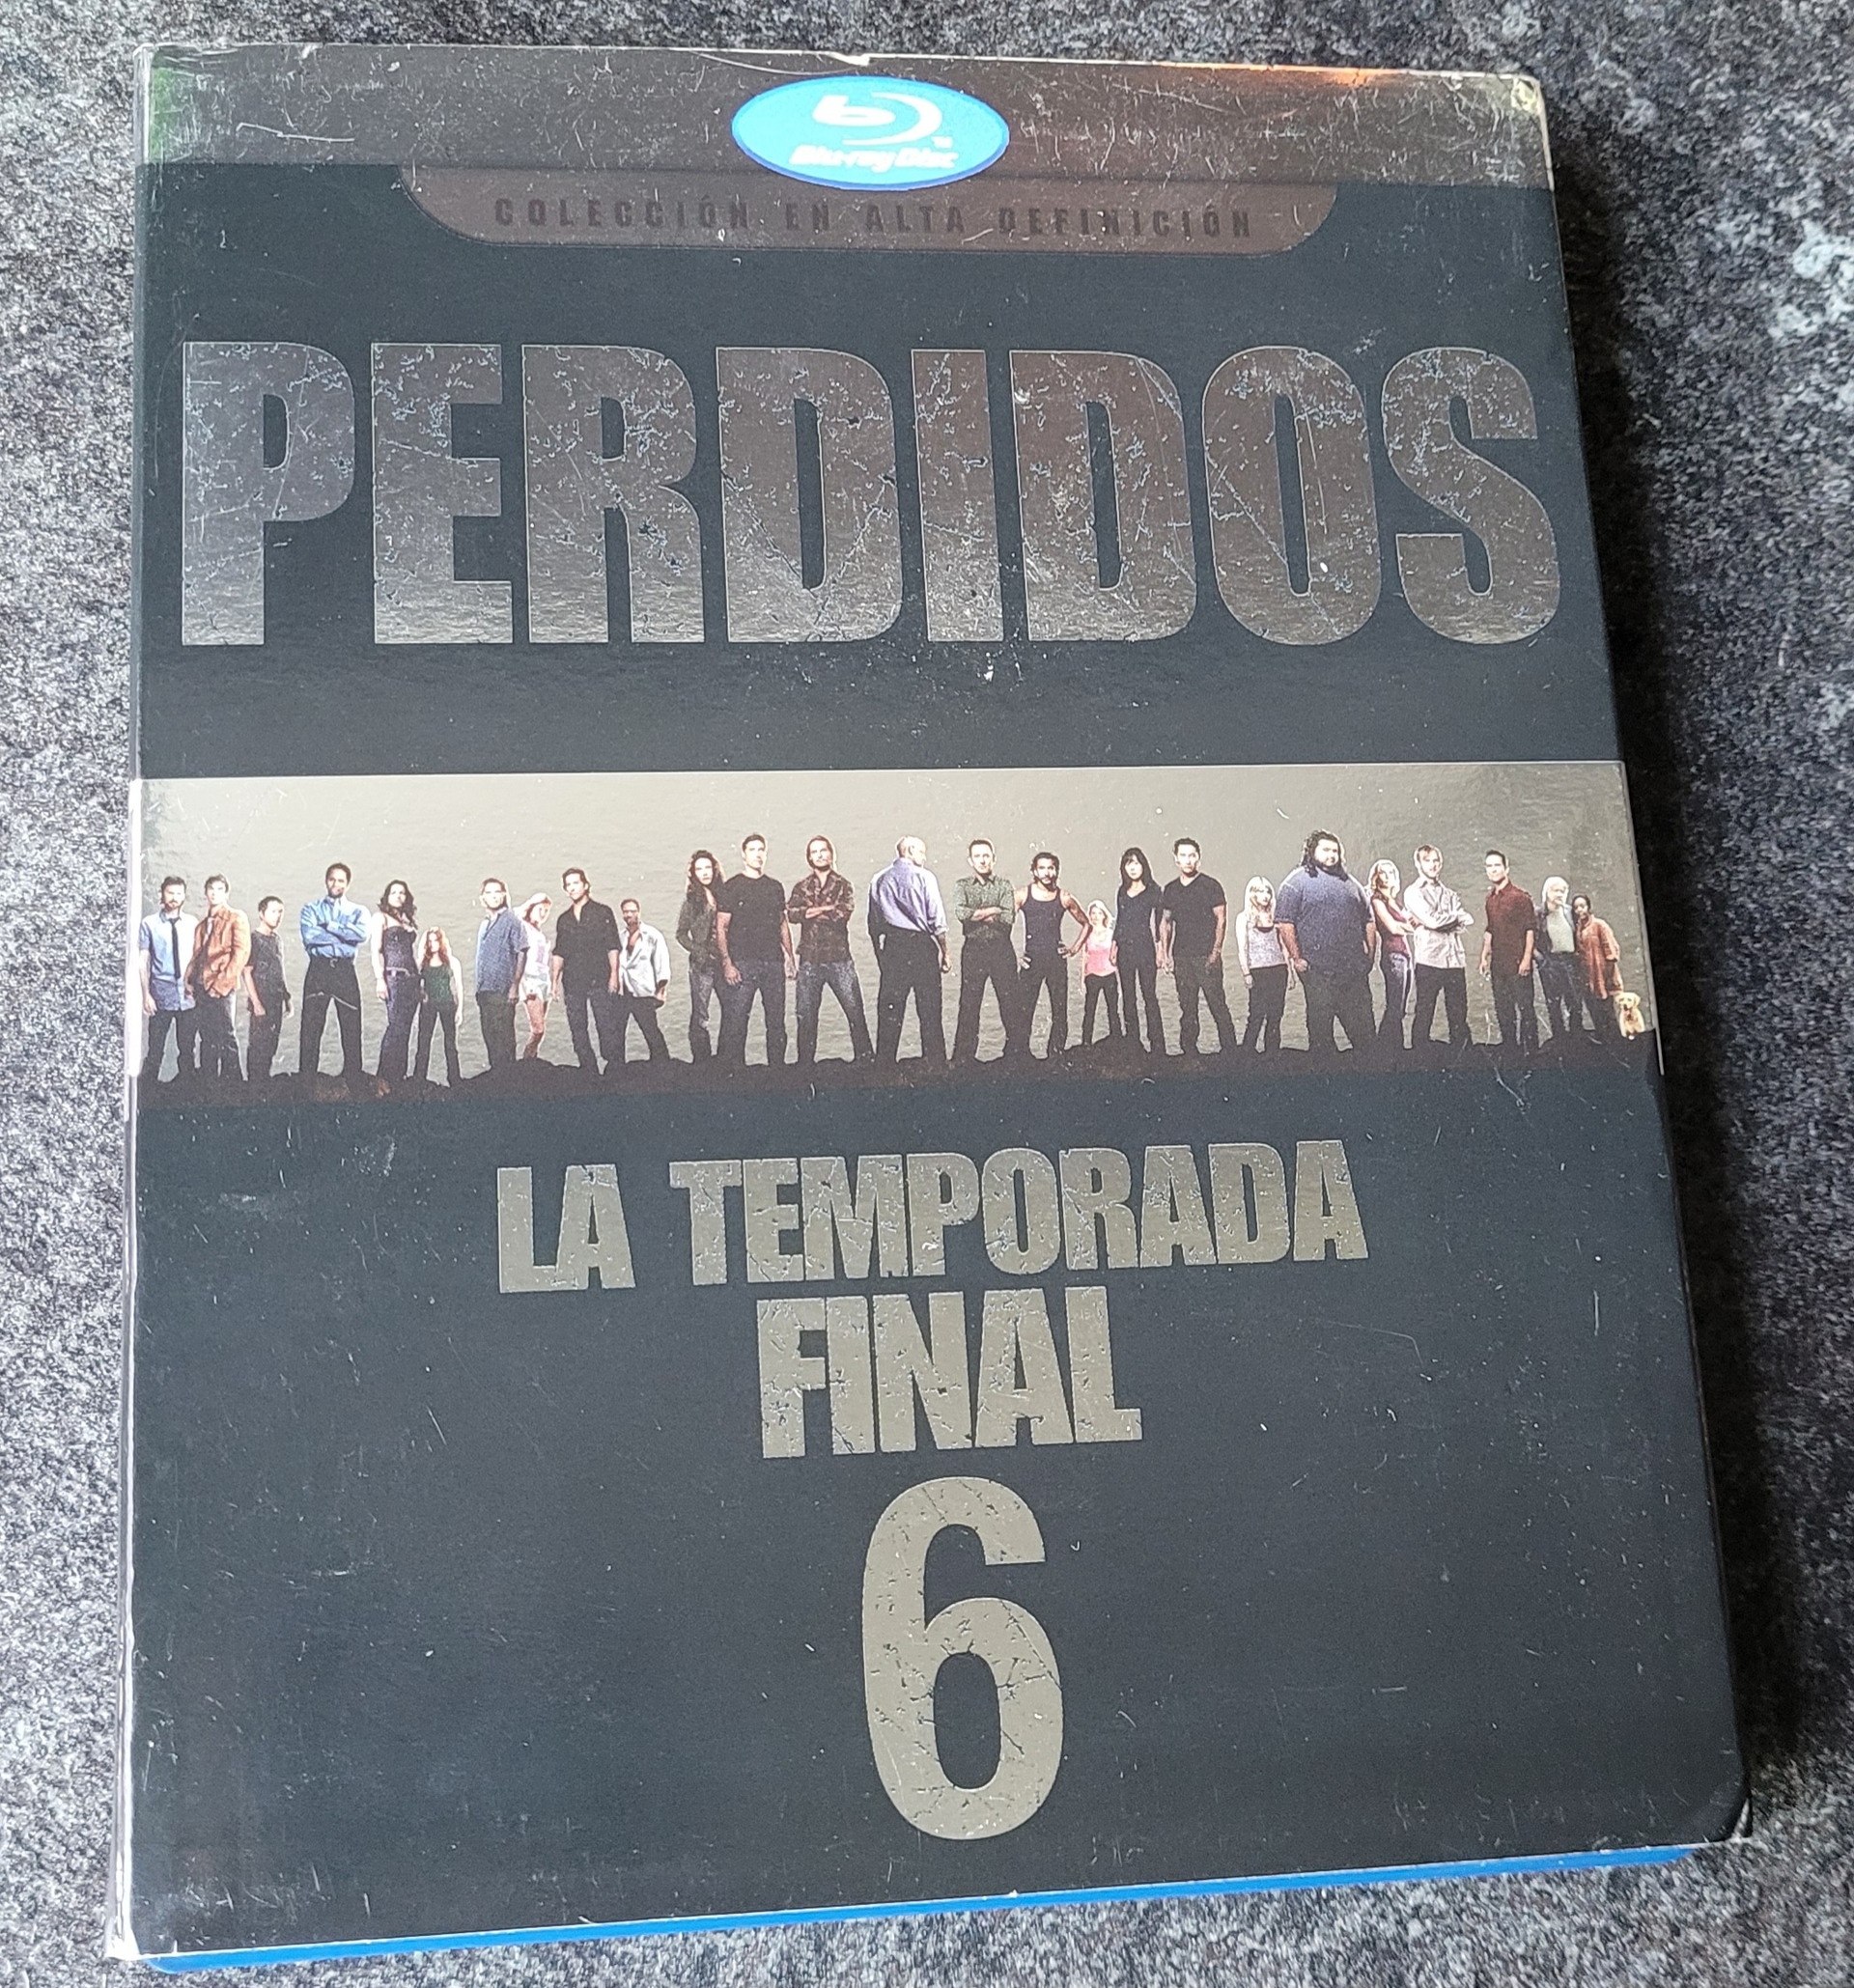 Blu-ray Disc
COLECCIÓN EN ALTA DEFINICIÓN
PERDIDOS
LA TEMPORADA
FINAL
6